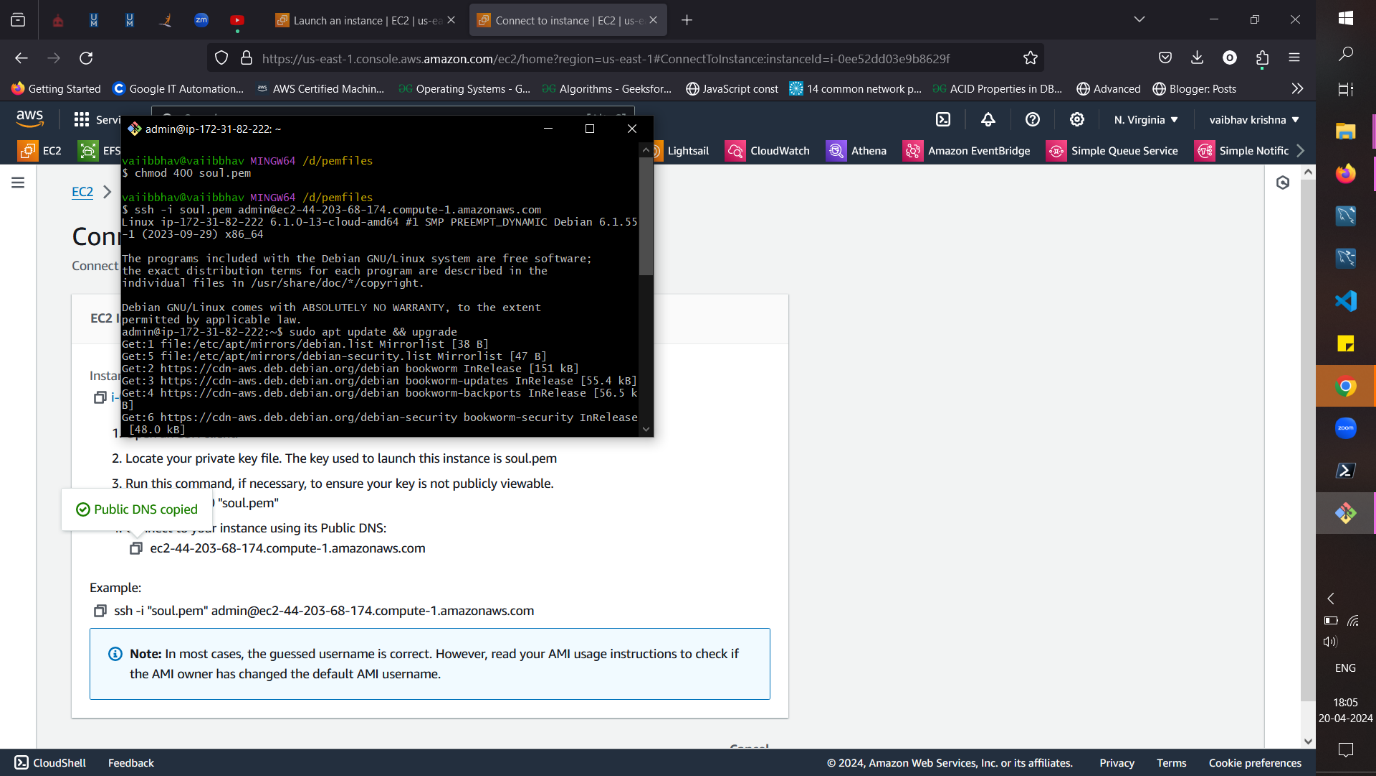 Launch an instance | EC2 | us-ea
Connect to instance | EC2 | us-e
https://us-east-1.console.aws.amazon.com/ec2/home?region=us-east-1#ConnectToInstance:instanceId=i-0ee52dd03e9b8629f
Getting Started Google IT Automation... AWS Certified Machin... Operating Systems - G... Algorithms - Geeksfor... JavaScript const 14 common network p... ACID Properties in DB... Advanced Blogger: Posts
aws Servi N. Virginia vaibhav krishna
EC2 EFS Lightsail CloudWatch Athena Amazon EventBridge Simple Queue Service Simple Notific
admin@ip-172-31-82-222: ~
vaiibbhav@vaiibbhav MINGW64 /d/pemfiles
$ chmod 400 soul.pem
vaiibbhav@vaiibbhav MINGW64 /d/pemfiles
$ ssh -i soul.pem admin@ec2-44-203-68-174.compute-1.amazonaws.com
Linux ip-172-31-82-222 6.1.0-13-cloud-amd64 #1 SMP PREEMPT_DYNAMIC Debian 6.1.55
-1 (2023-09-29) x86_64
The programs included with the Debian GNU/Linux system are free software;
the exact distribution terms for each program are described in the
individual files in /usr/share/doc/*/copyright.
Debian GNU/Linux comes with ABSOLUTELY NO WARRANTY, to the extent
permitted by applicable law.
admin@ip-172-31-82-222:~$ sudo apt update && upgrade
Get:1 file:/etc/apt/mirrors/debian.list Mirrorlist [38 B]
Get:5 file:/etc/apt/mirrors/debian-security.list Mirrorlist [47 B]
Get:2 https://cdn-aws.deb.debian.org/debian bookworm InRelease [151 kB]
Get:3 https://cdn-aws.deb.debian.org/debian bookworm-updates InRelease [55.4 kB]
Get:4 https://cdn-aws.deb.debian.org/debian bookworm-backports InRelease [56.5 k
B]
Get:6 https://cdn-aws.deb.debian.org/debian-security bookworm-security InRelease
[48.0 kB]
EC2
Conn
Connect
EC2 I
Instan
i-
2. Locate your private key file. The key used to launch this instance is soul.pem
3. Run this command, if necessary, to ensure your key is not publicly viewable.
"soul.pem"
Public DNS copied
your instance using its Public DNS:
ec2-44-203-68-174.compute-1.amazonaws.com
Example:
ssh -i "soul.pem" admin@ec2-44-203-68-174.compute-1.amazonaws.com
Note: In most cases, the guessed username is correct. However, read your AMI usage instructions to check if
the AMI owner has changed the default AMI username.
CloudShell Feedback © 2024, Amazon Web Services, Inc. or its affiliates. Privacy Terms Cookie preferences
zm
zoom
ENG
18:05
20-04-2024